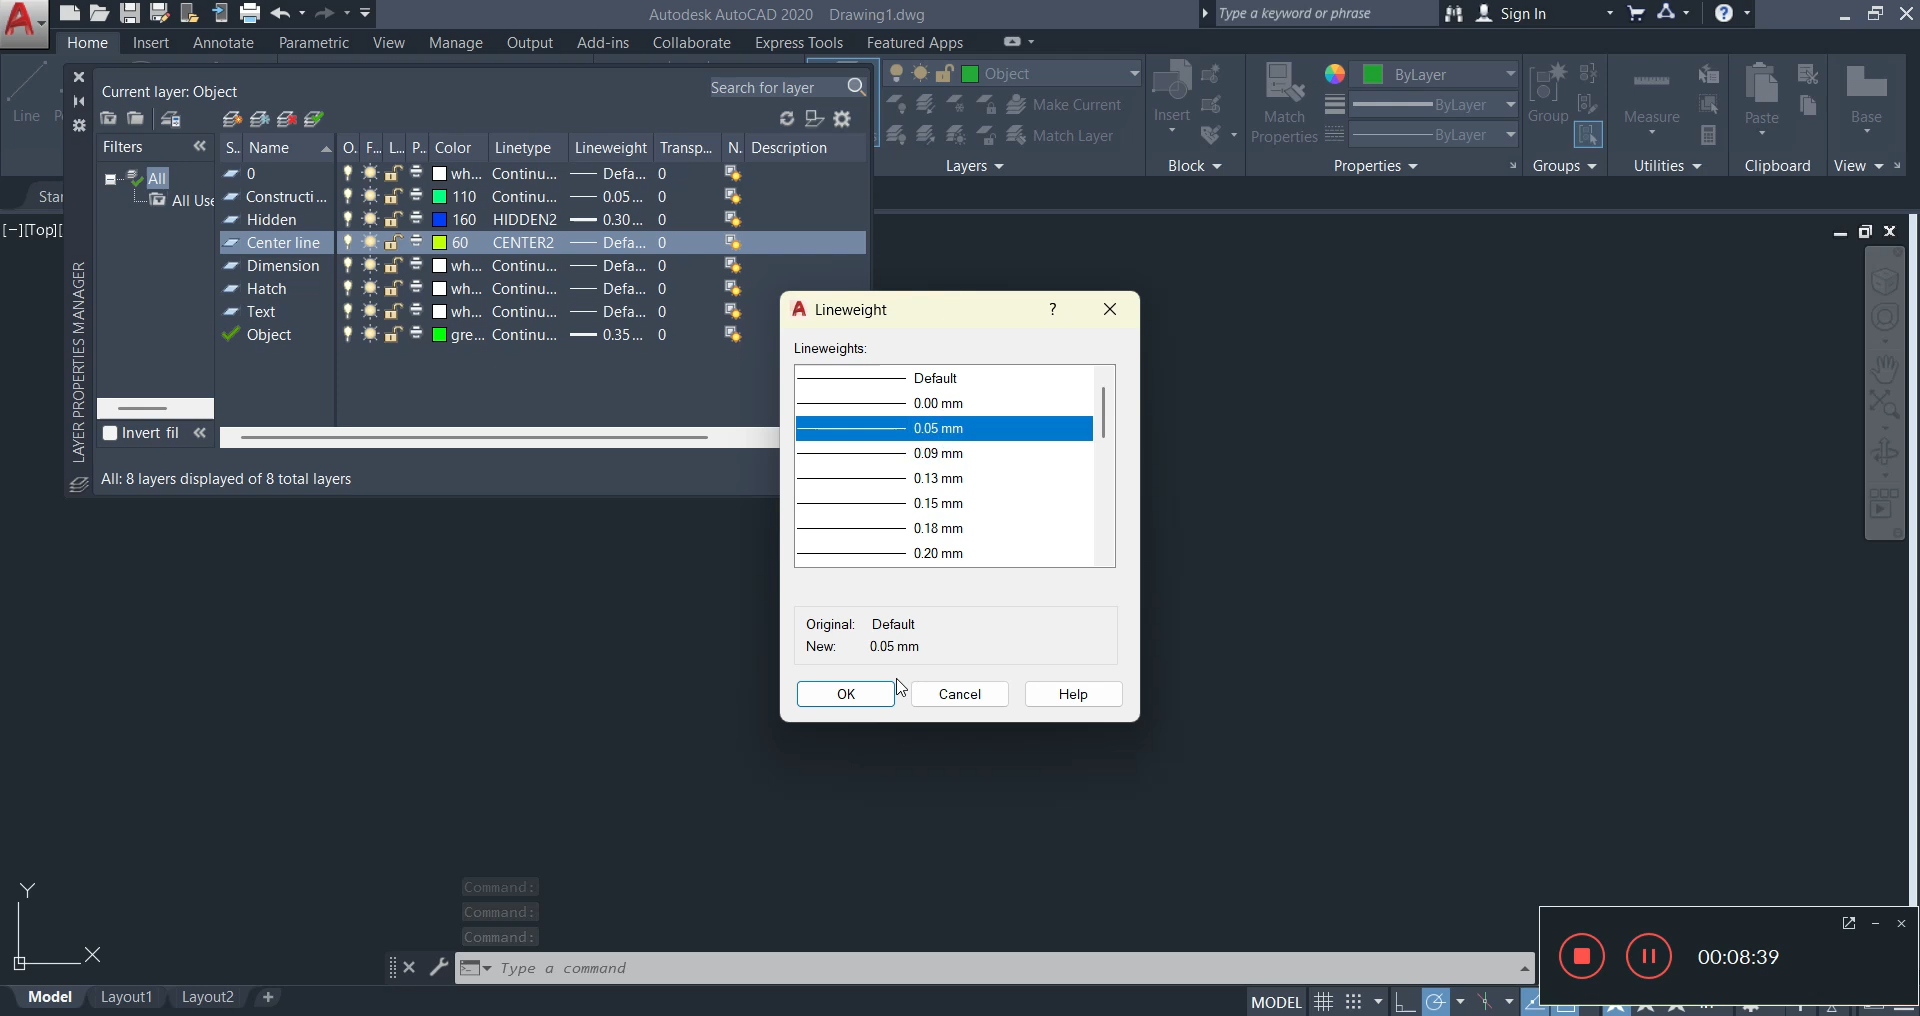 Autodesk AutoCAD 2020 Drawing1.dwg
Type a keyword or phrase
Sign In
Home Insert Annotate Parametric View Manage Output Add-ins Collaborate Express Tools Featured Apps
Line
Current layer: Object
Search for layer
Filters
All
All Use
Invert fil
S.. Name O. F... L... P.. Color Linetype Lineweight Transp... N. Description
0 wh... Continu... Defa... 0
Constructi... 110 Continu... 0.05... 0
Hidden 160 HIDDEN2 0.30... 0
Center line 60 CENTER2 Defa... 0
Dimension wh... Continu... Defa... 0
Hatch wh... Continu... Defa... 0
Text wh... Continu... Defa... 0
Object gre... Continu... 0.35... 0
All: 8 layers displayed of 8 total layers
LAYER PROPERTIES MANAGER
Object
Make Current
Match Layer
Layers
Insert
Block
Match
Properties
ByLayer
ByLayer
ByLayer
Properties
Group
Groups
Measure
Utilities
Paste
Clipboard
Base
View
Star
[−][Top][
Lineweight
?
Lineweights:
Default
0.00 mm
0.05 mm
0.09 mm
0.13 mm
0.15 mm
0.18 mm
0.20 mm
Original: Default
New: 0.05 mm
OK Cancel Help
Y
X
Command:
Command:
Command:
Type a command
00:08:39
Model Layout1 Layout2 +
MODEL